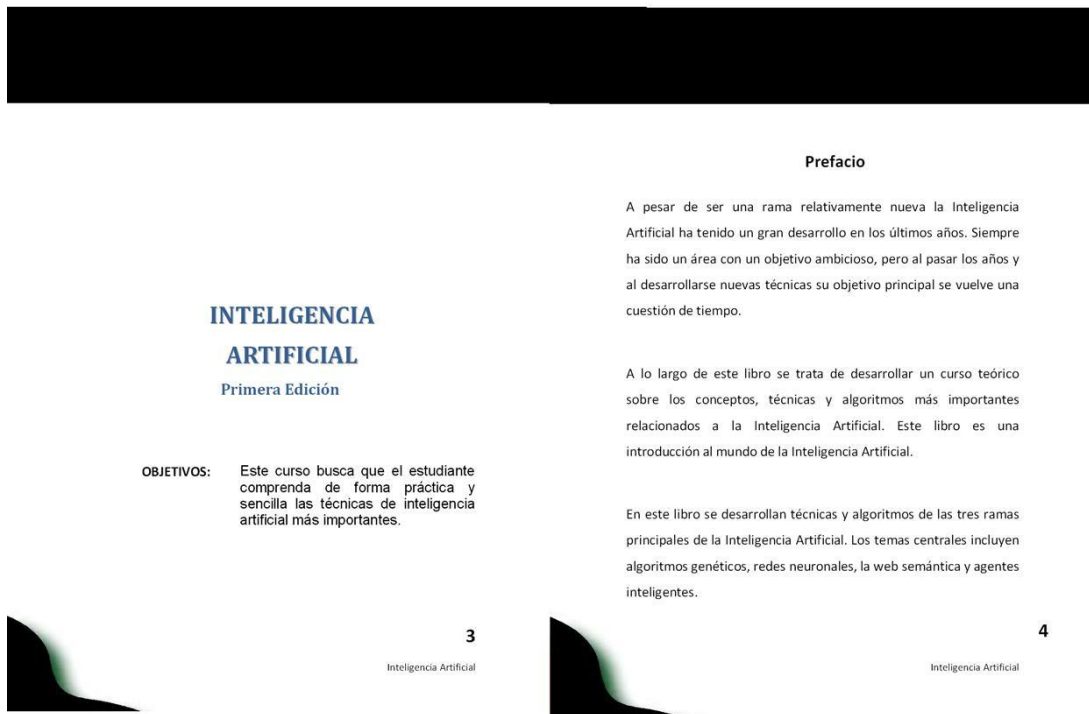 INTELIGENCIA
ARTIFICIAL
Primera Edición
OBJETIVOS: Este curso busca que el estudiante
comprenda de forma práctica y
sencilla las técnicas de inteligencia
artificial más importantes.
3
Inteligencia Artificial
Prefacio
A pesar de ser una rama relativamente nueva la Inteligencia
Artificial ha tenido un gran desarrollo en los últimos años. Siempre
ha sido un área con un objetivo ambicioso, pero al pasar los años y
al desarrollarse nuevas técnicas su objetivo principal se vuelve una
cuestión de tiempo.
A lo largo de este libro se trata de desarrollar un curso teórico
sobre los conceptos, técnicas y algoritmos más importantes
relacionados a la Inteligencia Artificial. Este libro es una
introducción al mundo de la Inteligencia Artificial.
En este libro se desarrollan técnicas y algoritmos de las tres ramas
principales de la Inteligencia Artificial. Los temas centrales incluyen
algoritmos genéticos, redes neuronales, la web semántica y agentes
inteligentes.
4
Inteligencia Artificial